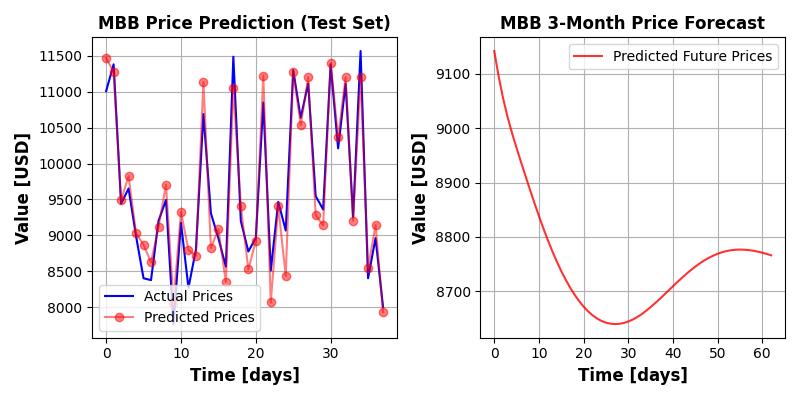 MBB Price Prediction (Test Set)
Value [USD]
11500
11000
10500
10000
9500
9000
8500
8000
Actual Prices
Predicted Prices
0 10 20 30
Time [days]
MBB 3-Month Price Forecast
Value [USD]
Predicted Future Prices
9100
9000
8900
8800
8700
0 10 20 30 40 50 60
Time [days]